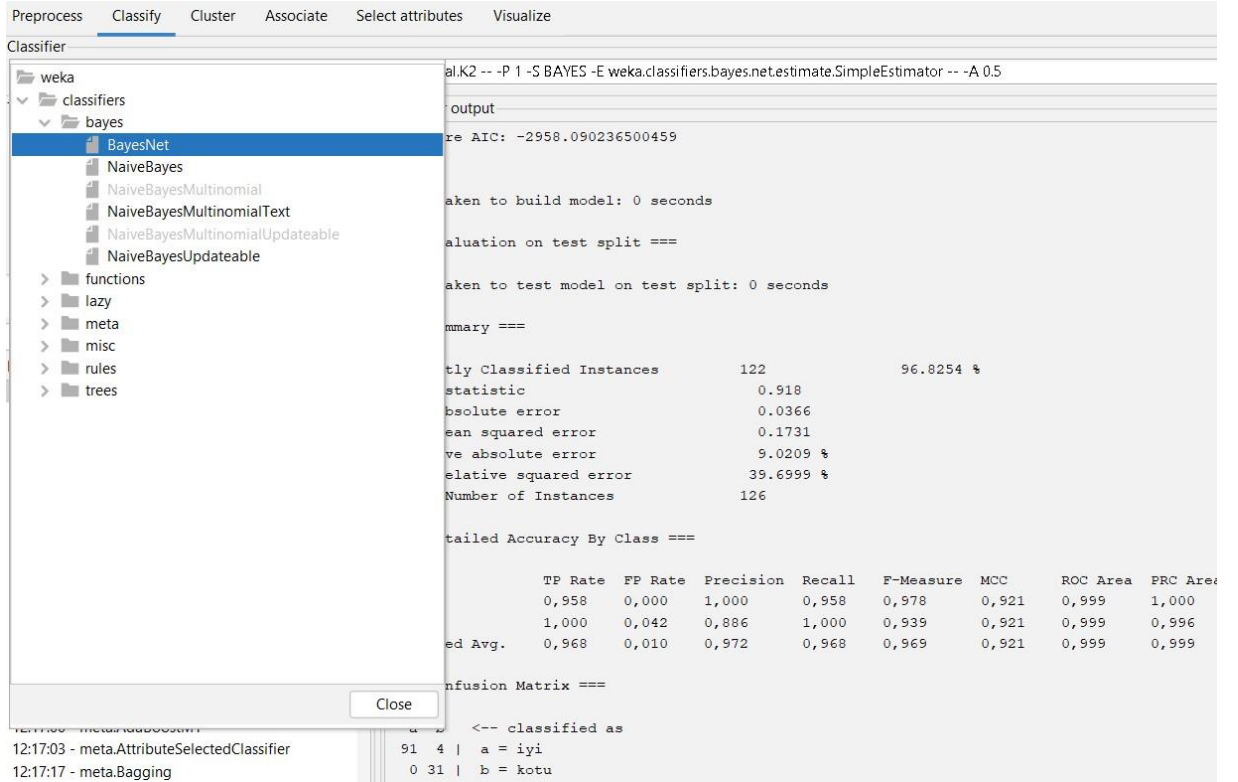 Preprocess Classify Cluster Associate Select attributes Visualize
Classifier
weka
classifiers
bayes
BayesNet
NaiveBayes
NaiveBayesMultinomial
NaiveBayesMultinomialText
NaiveBayesMultinomialUpdateable
NaiveBayesUpdateable
functions
lazy
meta
misc
rules
trees
Close
al.K2 -- -P 1 -S BAYES -E weka.classifiers.bayes.net.estimate.SimpleEstimator -- -A 0.5
output
re AIC: -2958.090236500459
aken to build model: 0 seconds
aluation on test split ===
aken to test model on test split: 0 seconds
mmary ===
tly Classified Instances 122 96.8254 %
statistic 0.918
bsolute error 0.0366
ean squared error 0.1731
ve absolute error 9.0209 %
elative squared error 39.6999 %
Number of Instances 126
tailed Accuracy By Class ===
TP Rate FP Rate Precision Recall F-Measure MCC ROC Area PRC Area
0,958 0,000 1,000 0,958 0,978 0,921 0,999 1,000
1,000 0,042 0,886 1,000 0,939 0,921 0,999 0,996
ed Avg. 0,968 0,010 0,972 0,968 0,969 0,921 0,999 0,999
nfusion Matrix ===
a b <-- classified as
91 4 | a = iyi
0 31 | b = kotu
12:17:03 - meta.AttributeSelectedClassifier
12:17:17 - meta.Bagging